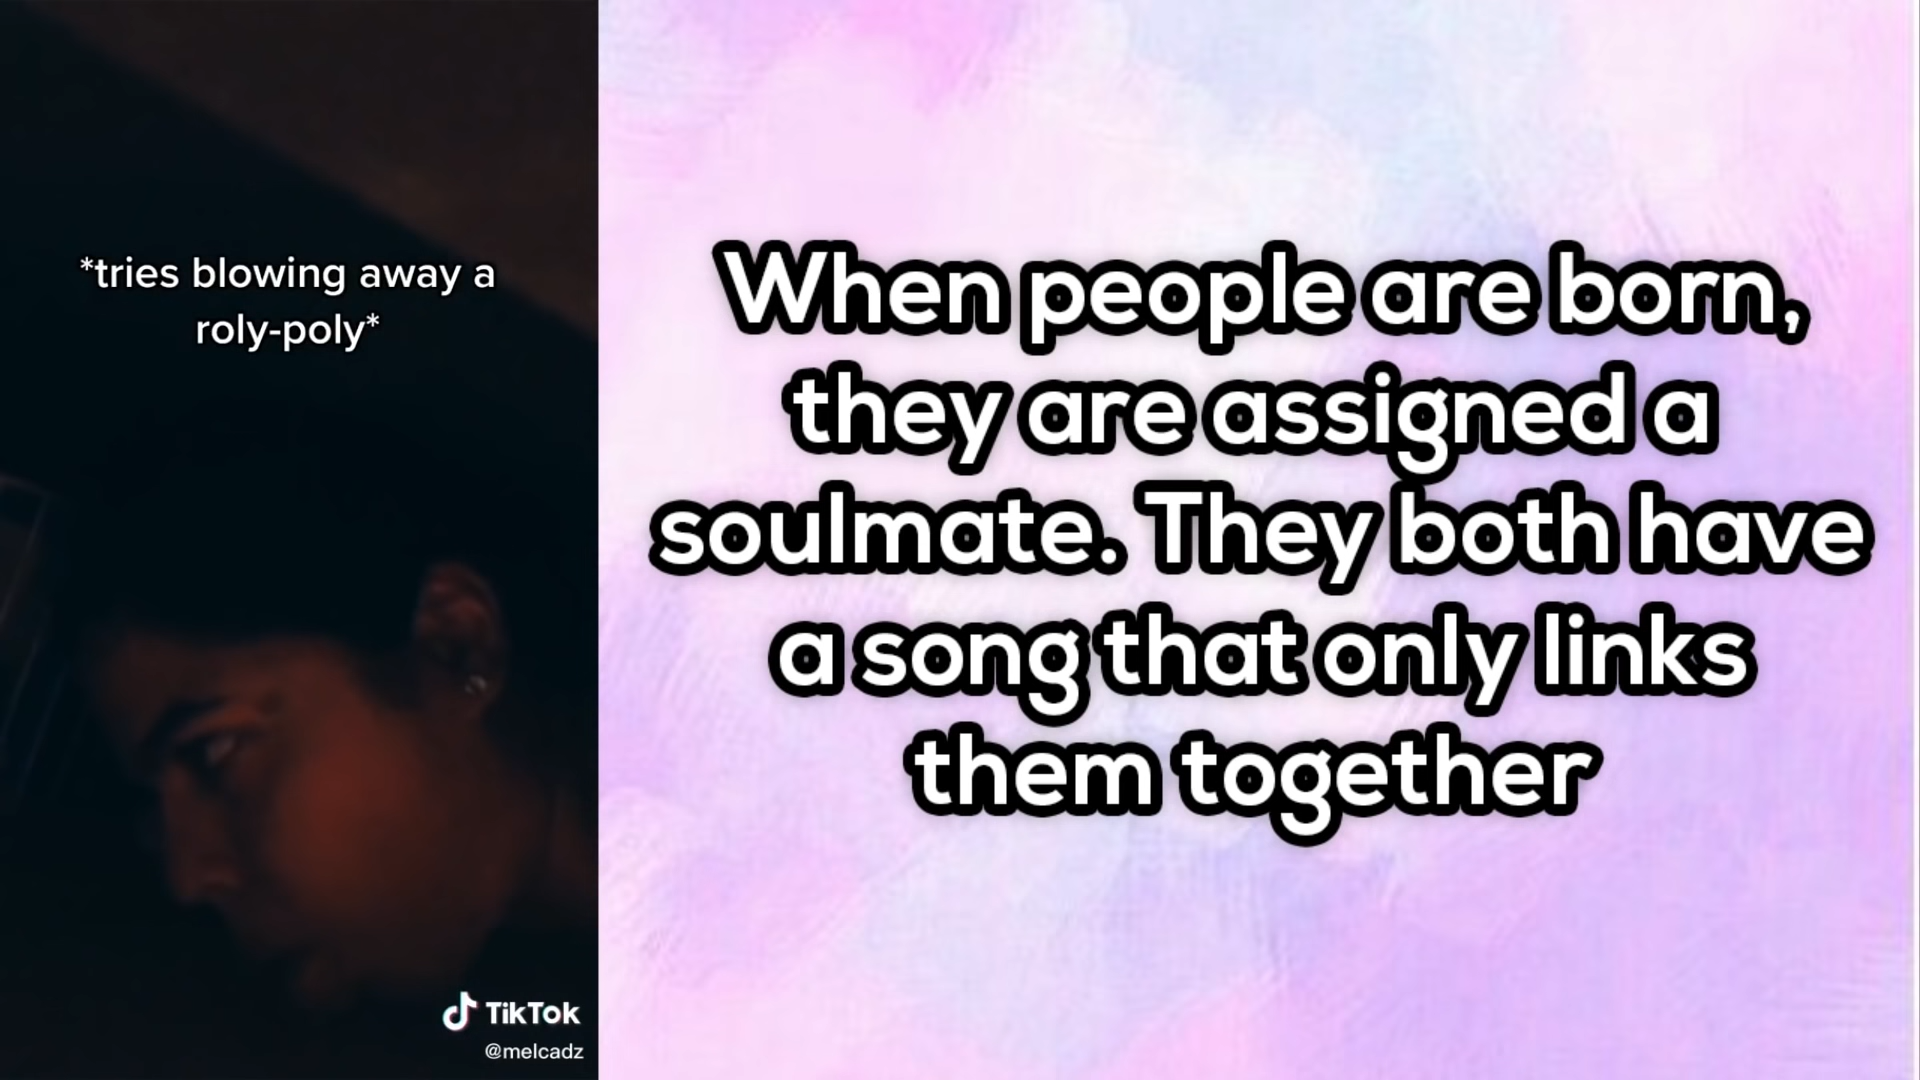 *tries blowing away a
roly-poly*
TikTok
@melcadz
When people are born,
they are assigned a
soulmate. They both have
a song that only links
them together